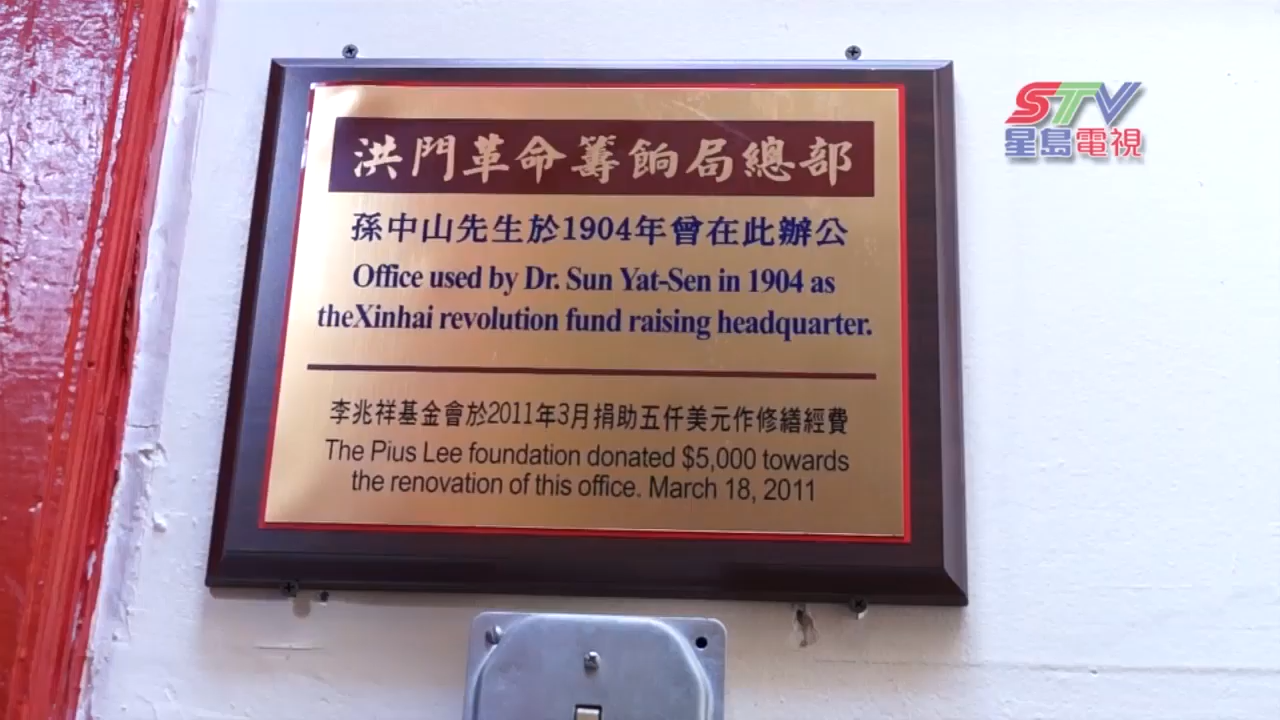 洪門革命籌餉局總部
孫中山先生於1904年曾在此辦公
Office used by Dr. Sun Yat-Sen in 1904 as
theXinhai revolution fund raising headquarter.
李兆祥基金會於2011年3月捐助五仟美元作修繕經費
The Pius Lee foundation donated $5,000 towards
the renovation of this office. March 18, 2011
STV
星島電視